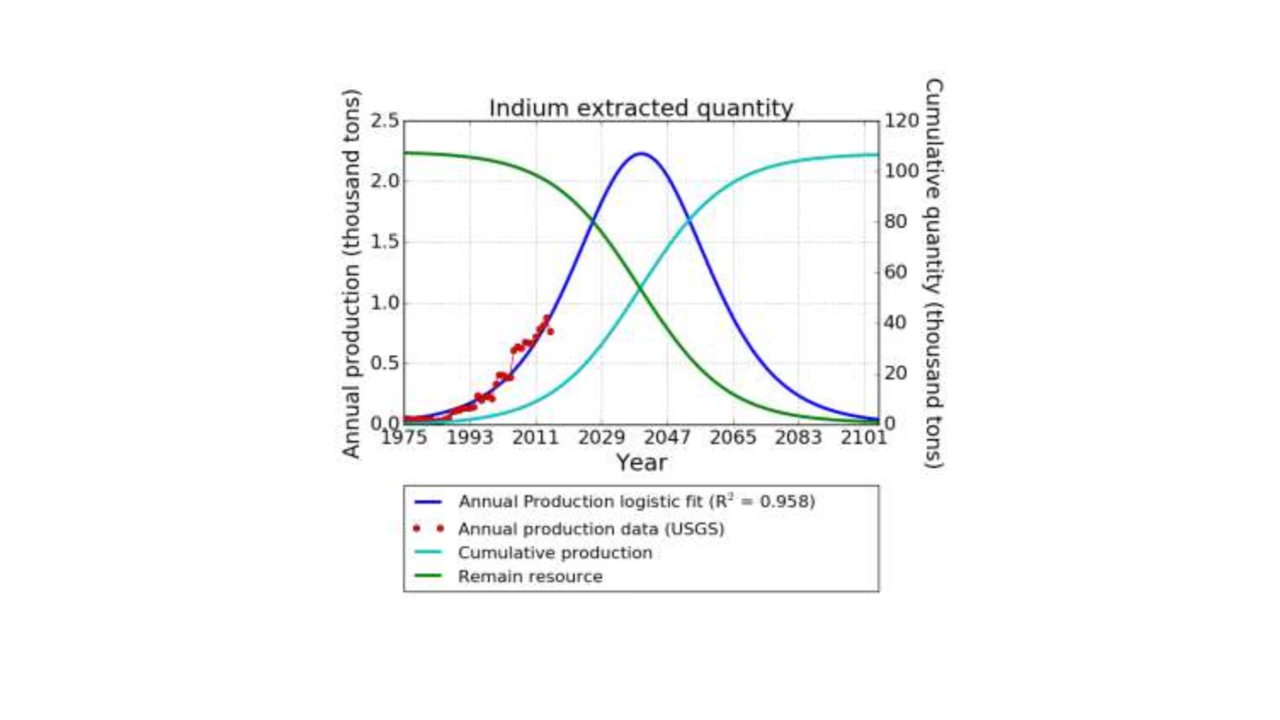 Indium extracted quantity
Annual production (thousand tons)
2.5
2.0
1.5
1.0
0.5
0.0
120
100
80
60
40
20
0
Cumulative quantity (thousand tons)
1975 1993 2011 2029 2047 2065 2083 2101
Year
Annual Production logistic fit (R² = 0.958)
Annual production data (USGS)
Cumulative production
Remain resource